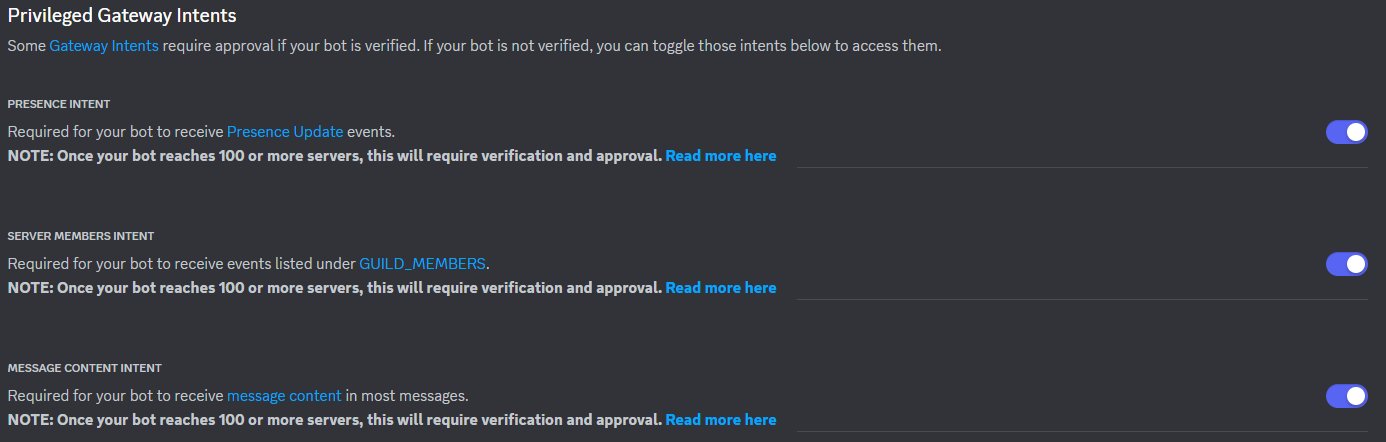 Privileged Gateway Intents
Some Gateway Intents require approval if your bot is verified. If your bot is not verified, you can toggle those intents below to access them.
PRESENCE INTENT
Required for your bot to receive Presence Update events.
NOTE: Once your bot reaches 100 or more servers, this will require verification and approval. Read more here
SERVER MEMBERS INTENT
Required for your bot to receive events listed under GUILD_MEMBERS.
NOTE: Once your bot reaches 100 or more servers, this will require verification and approval. Read more here
MESSAGE CONTENT INTENT
Required for your bot to receive message content in most messages.
NOTE: Once your bot reaches 100 or more servers, this will require verification and approval. Read more here